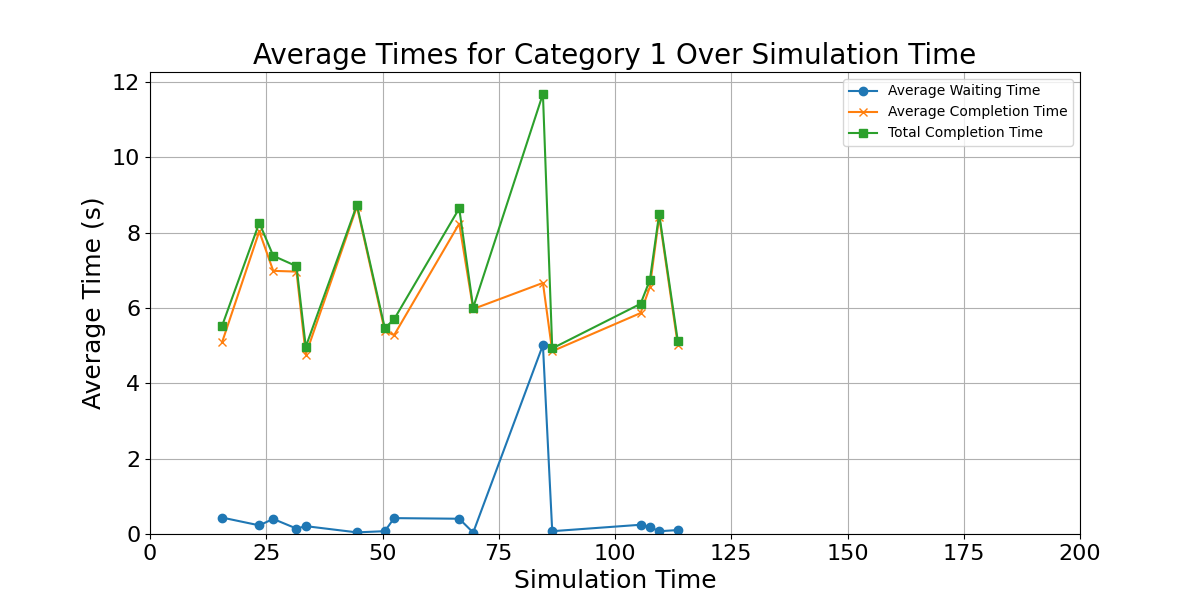 Average Times for Category 1 Over Simulation Time
Average Waiting Time
Average Completion Time
Total Completion Time
Average Time (s)
12
10
8
6
4
2
0
0 25 50 75 100 125 150 175 200
Simulation Time